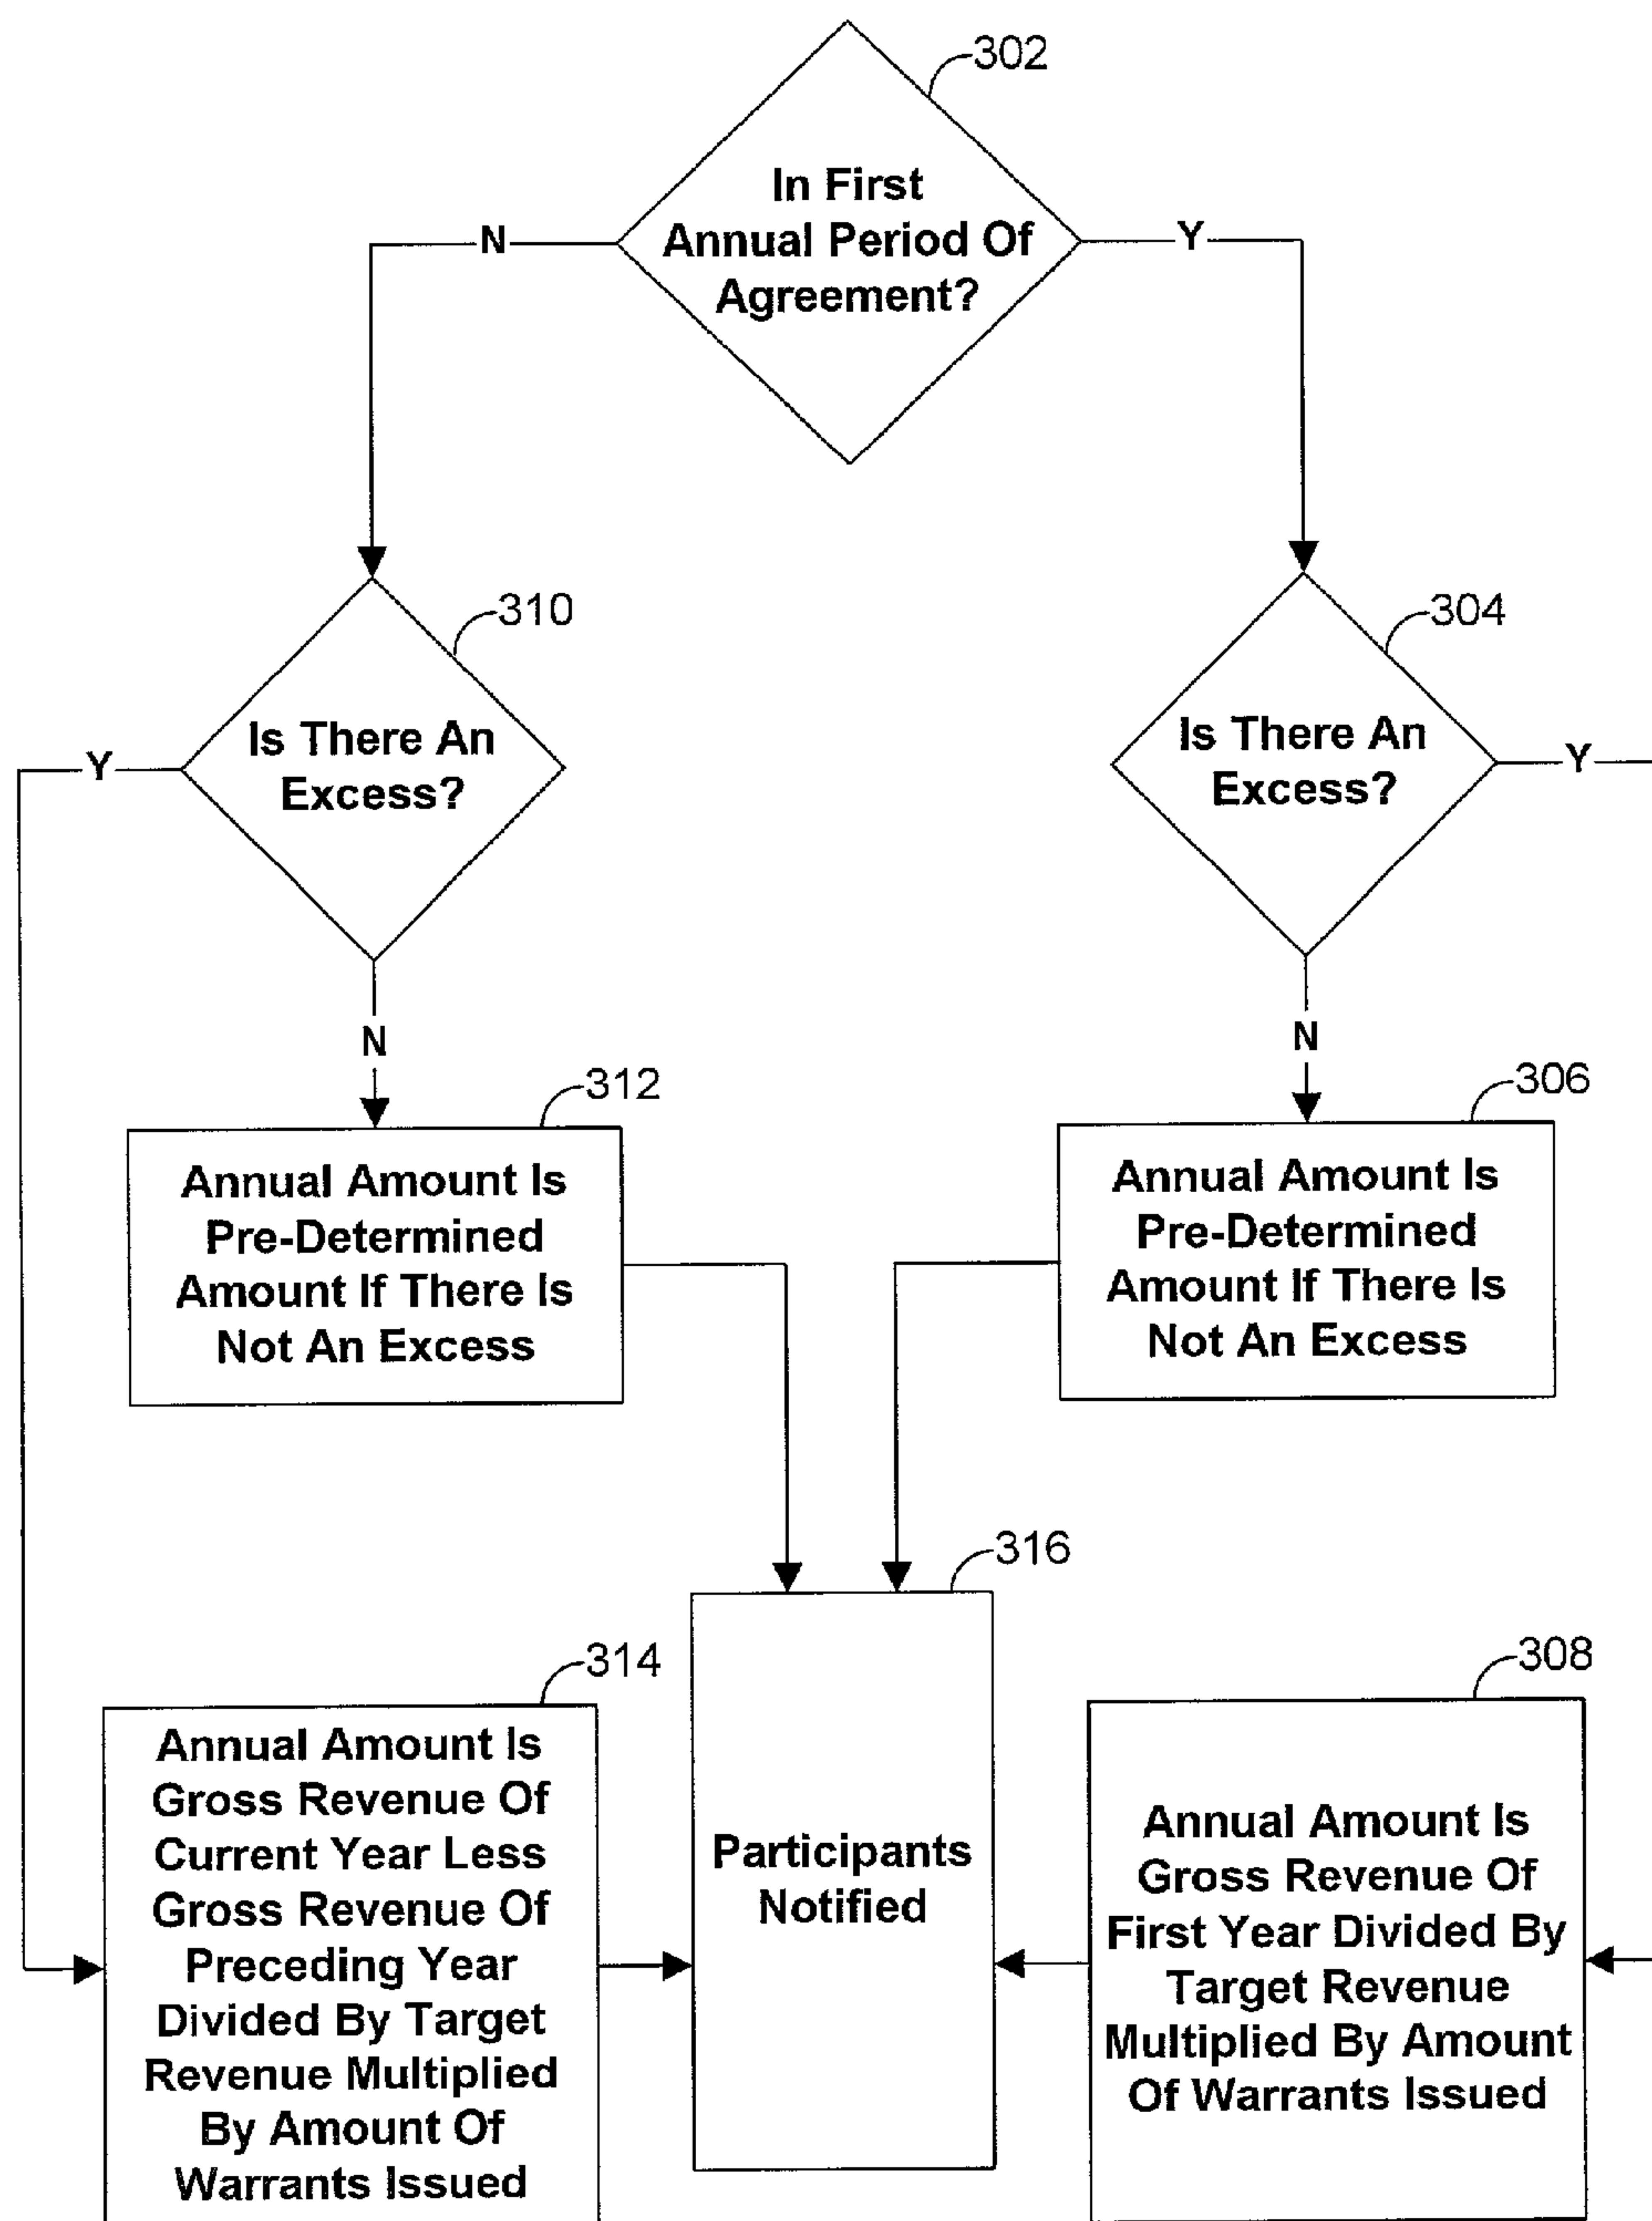 302
In First
Annual Period Of
Agreement?
N
Y
310
Is There An
Excess?
Y
N
304
Is There An
Excess?
Y
N
312
Annual Amount Is
Pre-Determined
Amount If There Is
Not An Excess
306
Annual Amount Is
Pre-Determined
Amount If There Is
Not An Excess
316
Participants
Notified
314
Annual Amount Is
Gross Revenue Of
Current Year Less
Gross Revenue Of
Preceding Year
Divided By Target
Revenue Multiplied
By Amount Of
Warrants Issued
308
Annual Amount Is
Gross Revenue Of
First Year Divided By
Target Revenue
Multiplied By Amount
Of Warrants Issued